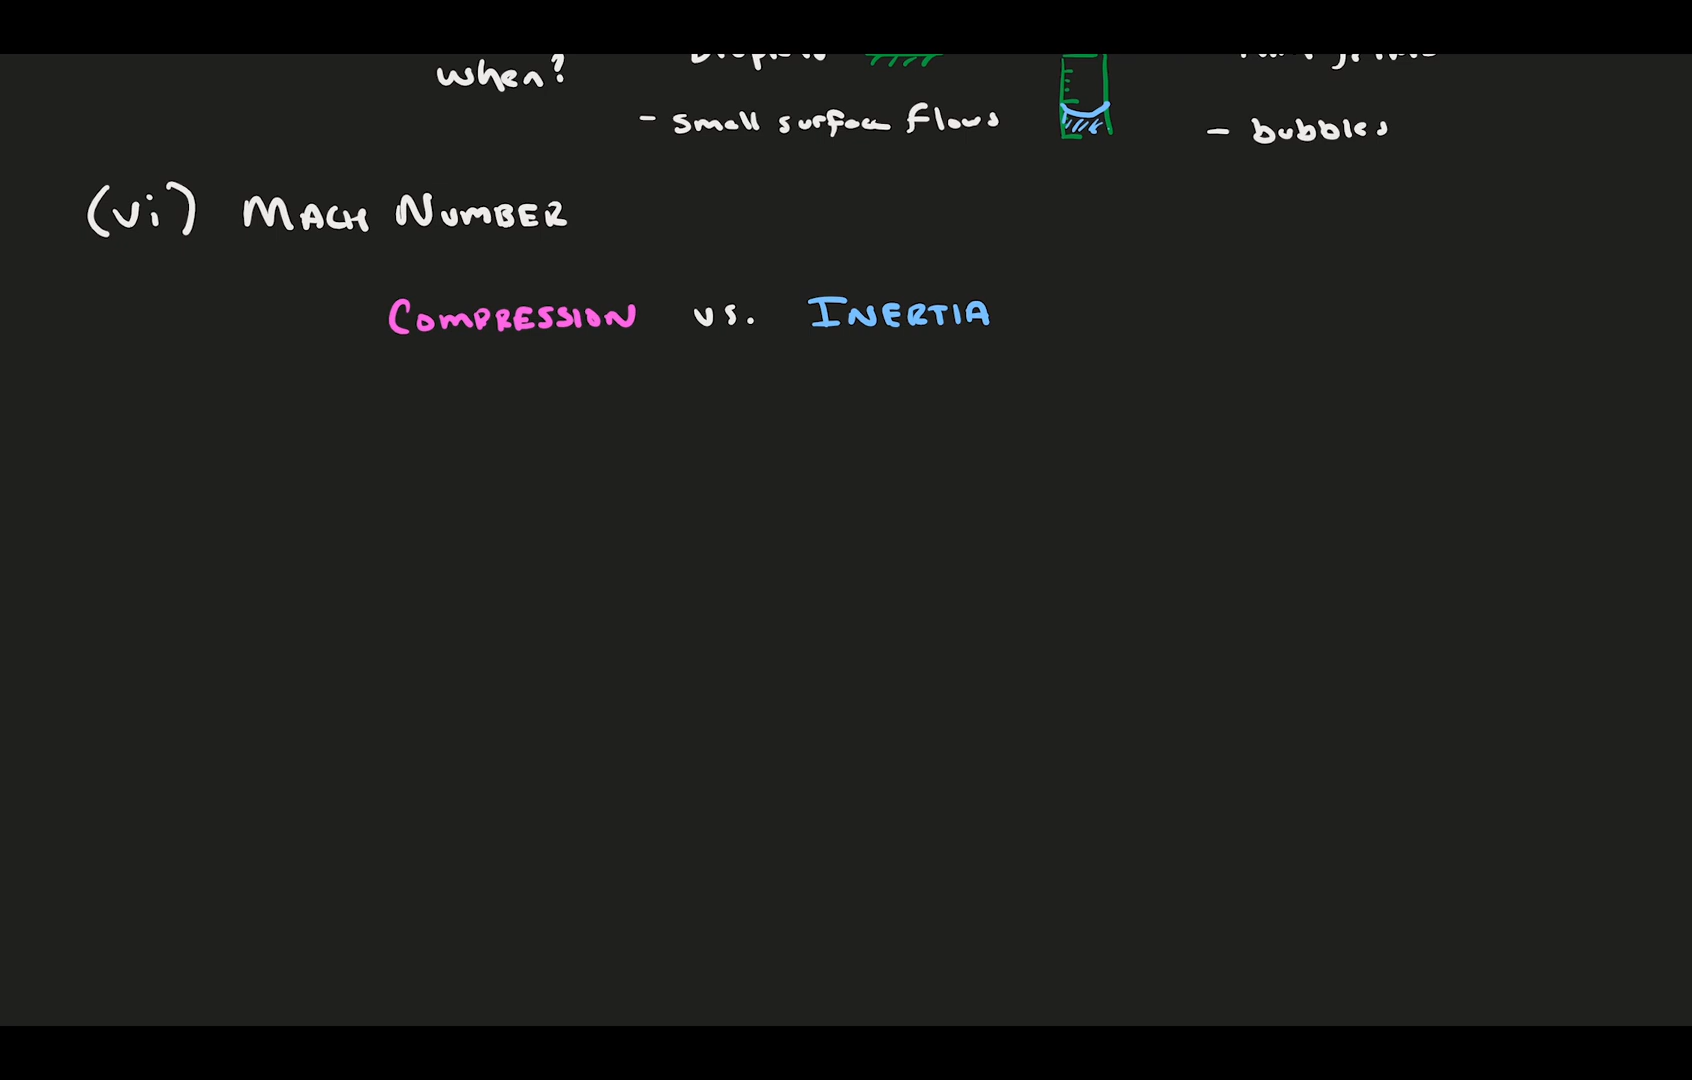 when?
- small surface flows
- bubbles
(vi) MACH NUMBER
COMPRESSION vs. INERTIA